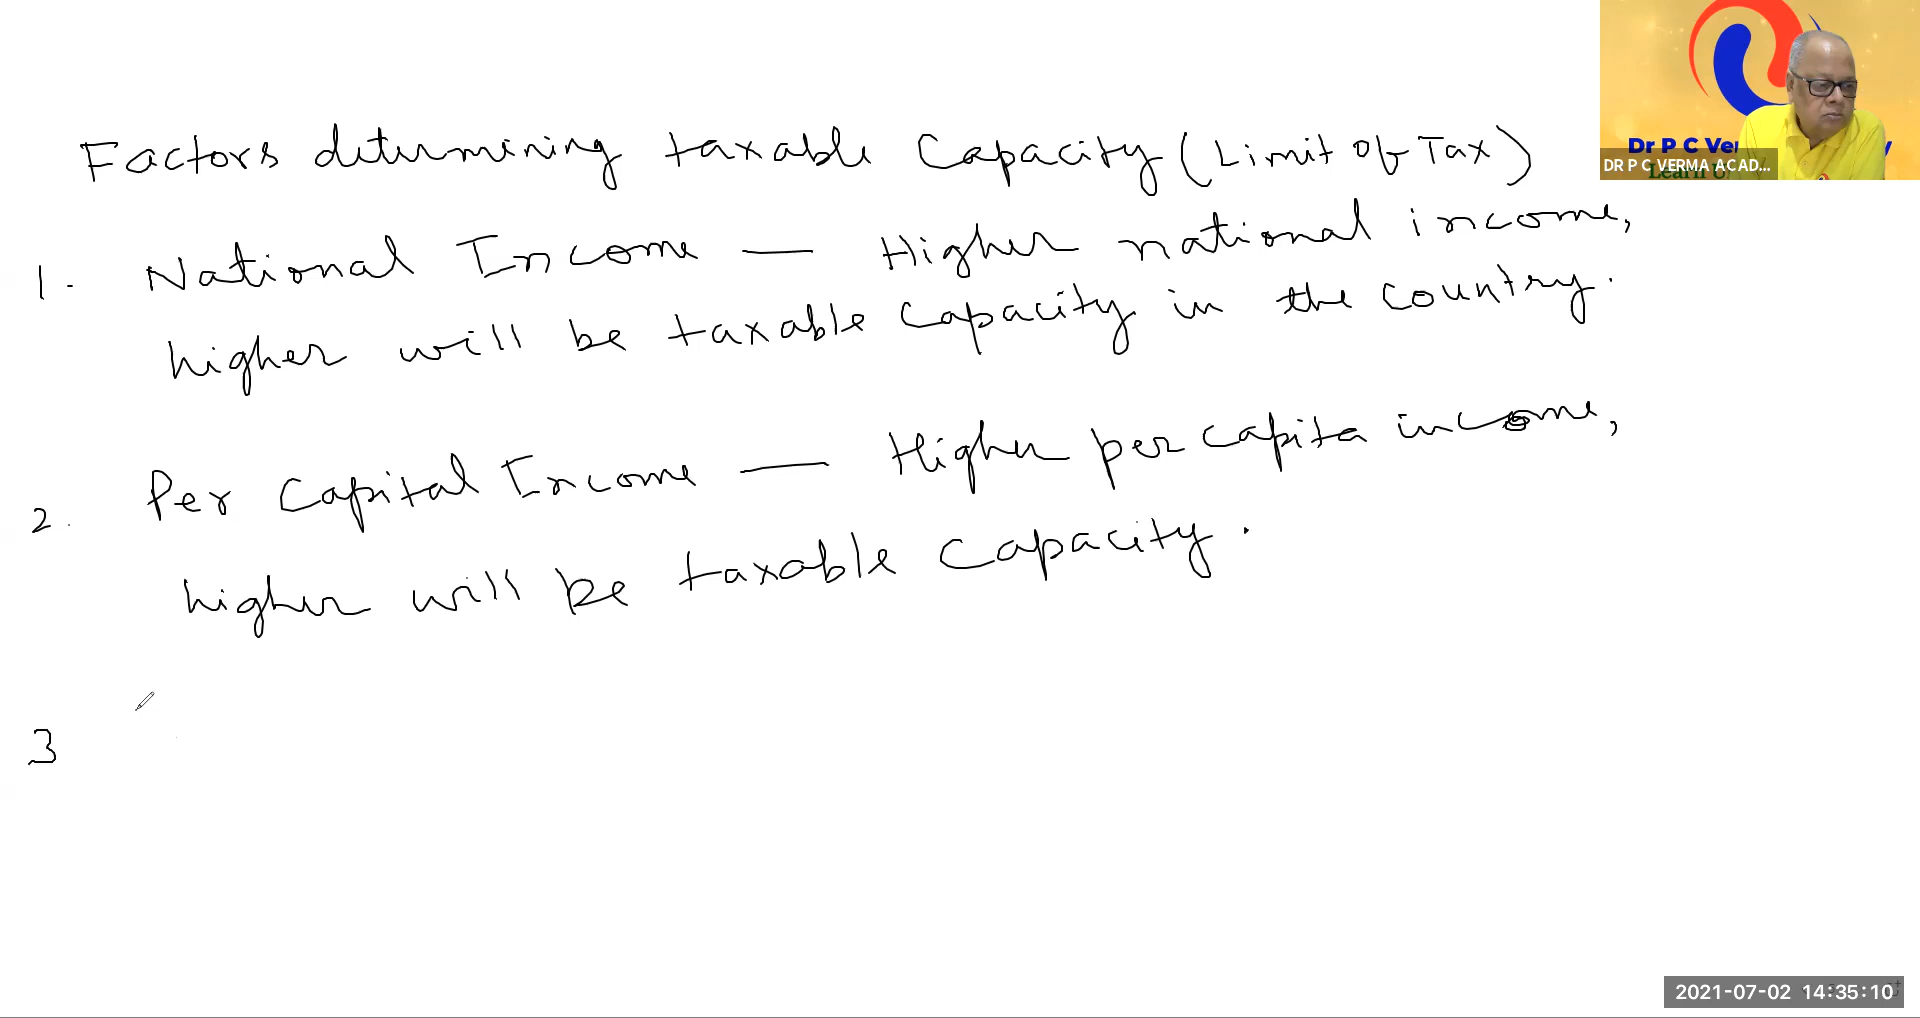 Factors determining taxable Capacity (Limit of Tax)
1. National Income — Higher national income,
higher will be taxable capacity in the country.
2. Per Capital Income — Higher per capita income,
higher will be taxable capacity.
3
Dr P C Ver
y
DR P C VERMA ACAD...
Learn U
2021-07-02 14:35:10